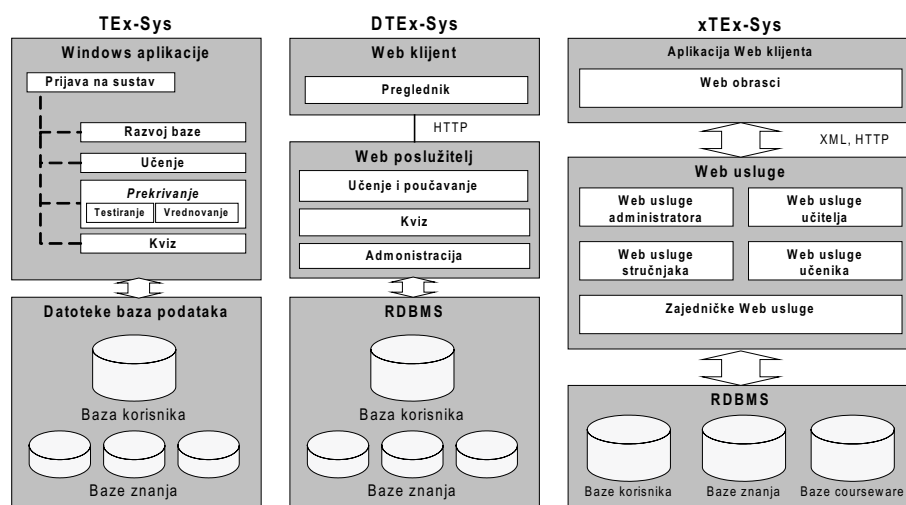 TEx-Sys
Windows aplikacije
Prijava na sustav
Razvoj baze
Učenje
Prekrivanje
Testiranje
Vrednovanje
Kviz
Datoteke baza podataka
Baza korisnika
Baze znanja
DTEx-Sys
Web klijent
Preglednik
HTTP
Web poslužitelj
Učenje i poučavanje
Kviz
Admonistracija
RDBMS
Baza korisnika
Baze znanja
xTEx-Sys
Aplikacija Web klijenta
Web obrasci
XML, HTTP
Web usluge
Web usluge
administratora
Web usluge
učitelja
Web usluge
stručnjaka
Web usluge
učenika
Zajedničke Web usluge
RDBMS
Baze korisnika
Baze znanja
Baze courseware